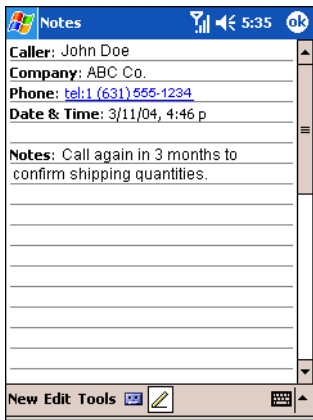 Notes 5:35 ok
Caller: John Doe
Company: ABC Co.
Phone: tel:1 (631) 555-1234
Date & Time: 3/11/04, 4:46 p
Notes: Call again in 3 months to
confirm shipping quantities.
New Edit Tools